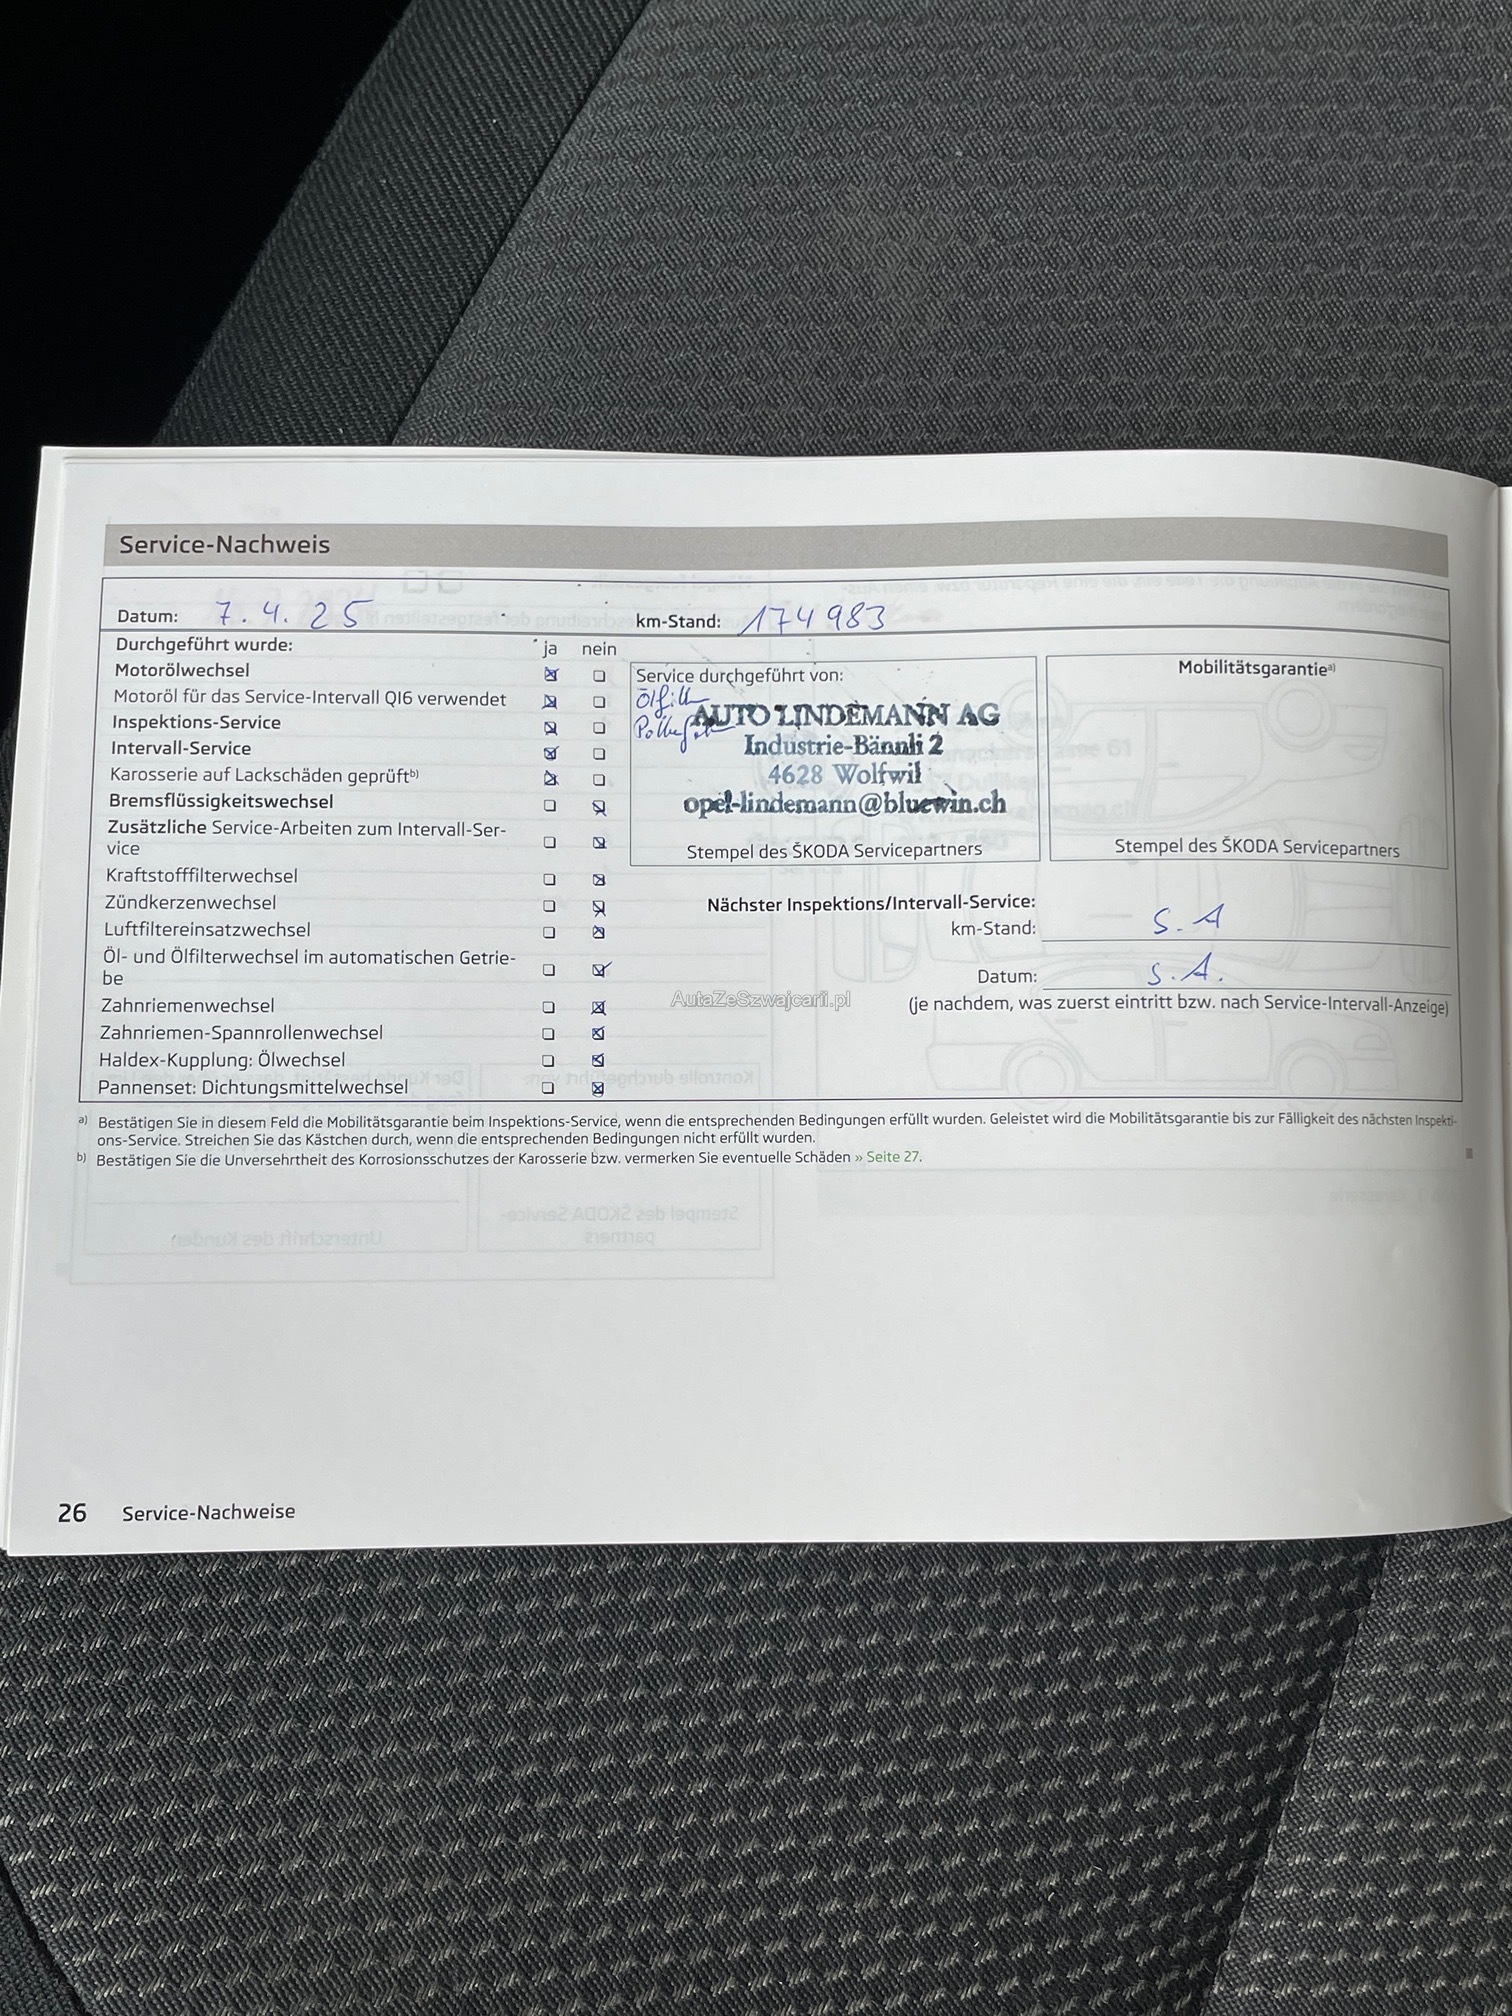 Service-Nachweis
Datum: 7.4.25 km-Stand: 174983
Durchgeführt wurde: ja nein
Motorölwechsel
Motoröl für das Service-Intervall QI6 verwendet
Inspektions-Service
Intervall-Service
Karosserie auf Lackschäden geprüft b)
Bremsflüssigkeitswechsel
Zusätzliche Service-Arbeiten zum Intervall-Ser-
vice
Kraftstofffilterwechsel
Zündkerzenwechsel
Luftfiltereinsatzwechsel
Öl- und Ölfilterwechsel im automatischen Getrie-
be
Zahnriemenwechsel
Zahnriemen-Spannrollenwechsel
Haldex-Kupplung: Ölwechsel
Pannenset: Dichtungsmittelwechsel
Service durchgeführt von:
AUTO LINDEMANN AG
Industrie-Bännli 2
4628 Wolfwil
opel-lindemann@bluewin.ch
Stempel des ŠKODA Servicepartners
Mobilitätsgarantie a)
Stempel des ŠKODA Servicepartners
Nächster Inspektions/Intervall-Service:
km-Stand: S.A
Datum: S.A.
(je nachdem, was zuerst eintritt bzw. nach Service-Intervall-Anzeige)
AutaZeSzwajcarii.pl
a) Bestätigen Sie in diesem Feld die Mobilitätsgarantie beim Inspektions-Service, wenn die entsprechenden Bedingungen erfüllt wurden. Geleistet wird die Mobilitätsgarantie bis zur Fälligkeit des nächsten Inspekti-
ons-Service. Streichen Sie das Kästchen durch, wenn die entsprechenden Bedingungen nicht erfüllt wurden.
b) Bestätigen Sie die Unversehrtheit des Korrosionsschutzes der Karosserie bzw. vermerken Sie eventuelle Schäden » Seite 27.
26 Service-Nachweise